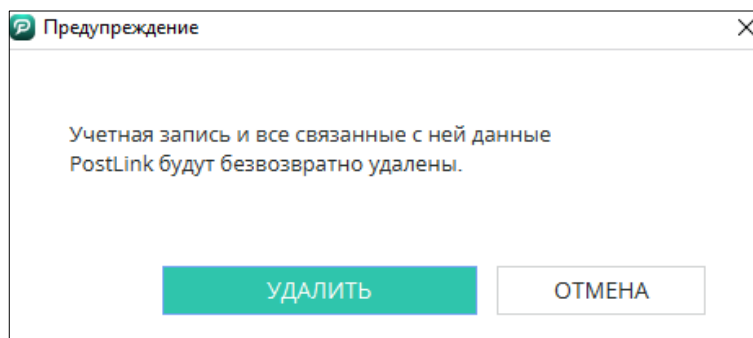 Предупреждение
Учетная запись и все связанные с ней данные
PostLink будут безвозвратно удалены.
УДАЛИТЬ
ОТМЕНА